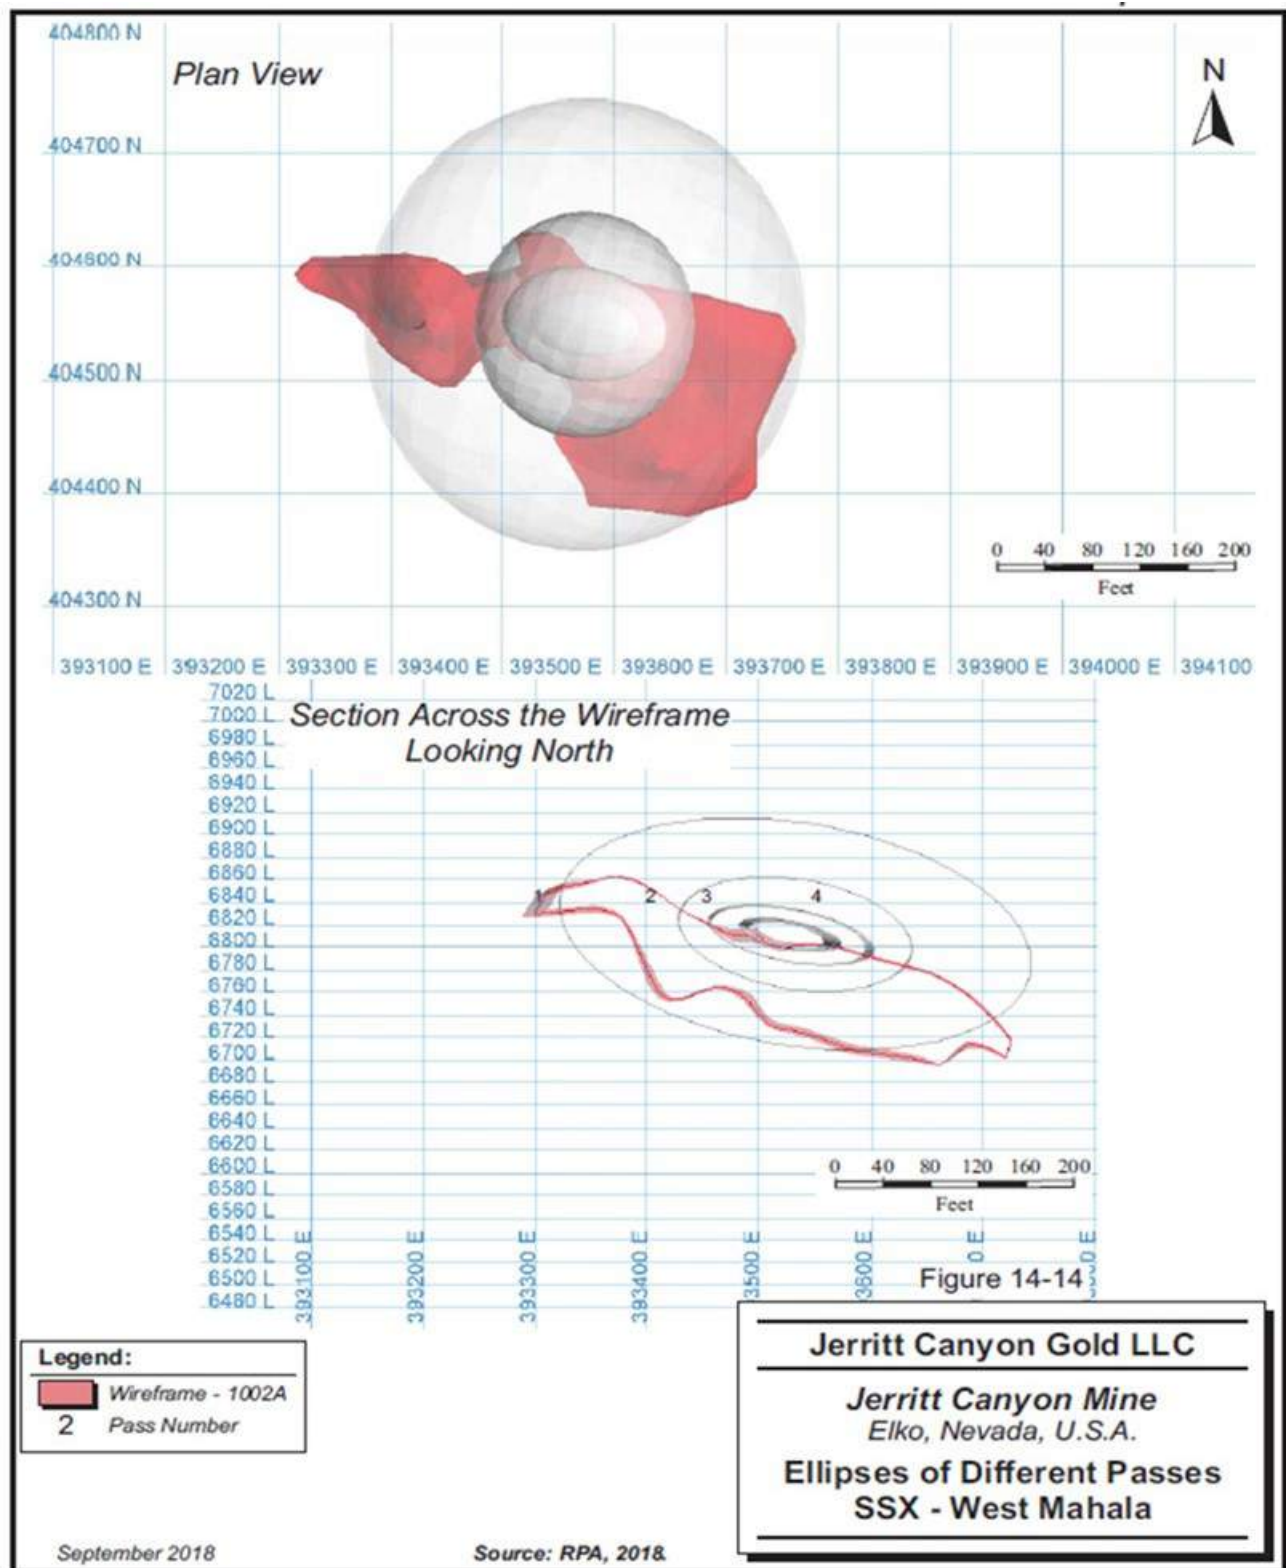 404800 N
Plan View
N
404700 N
404600 N
404500 N
404400 N
0 40 80 120 160 200
Feet
404300 N
393100 E 393200 E 393300 E 393400 E 393500 E 393600 E 393700 E 393800 E 393900 E 394000 E 394100
7020 L
7000 L
Section Across the Wireframe
Looking North
6980 L
6960 L
6940 L
6920 L
6900 L
6880 L
6860 L
6840 L
1 2 3 4
6820 L
6800 L
6780 L
6760 L
6740 L
6720 L
6700 L
6680 L
6660 L
6640 L
6620 L
6600 L
6580 L
6560 L
6540 L
6520 L
6500 L
6480 L
0 40 80 120 160 200
Feet
393100 E
393200 E
393300 E
393400 E
3500 E
3600 E
0 E
0 E
Figure 14-14
Legend:
Wireframe - 1002A
2 Pass Number
Jerritt Canyon Gold LLC
Jerritt Canyon Mine
Elko, Nevada, U.S.A.
Ellipses of Different Passes
SSX - West Mahala
September 2018
Source: RPA, 2018.